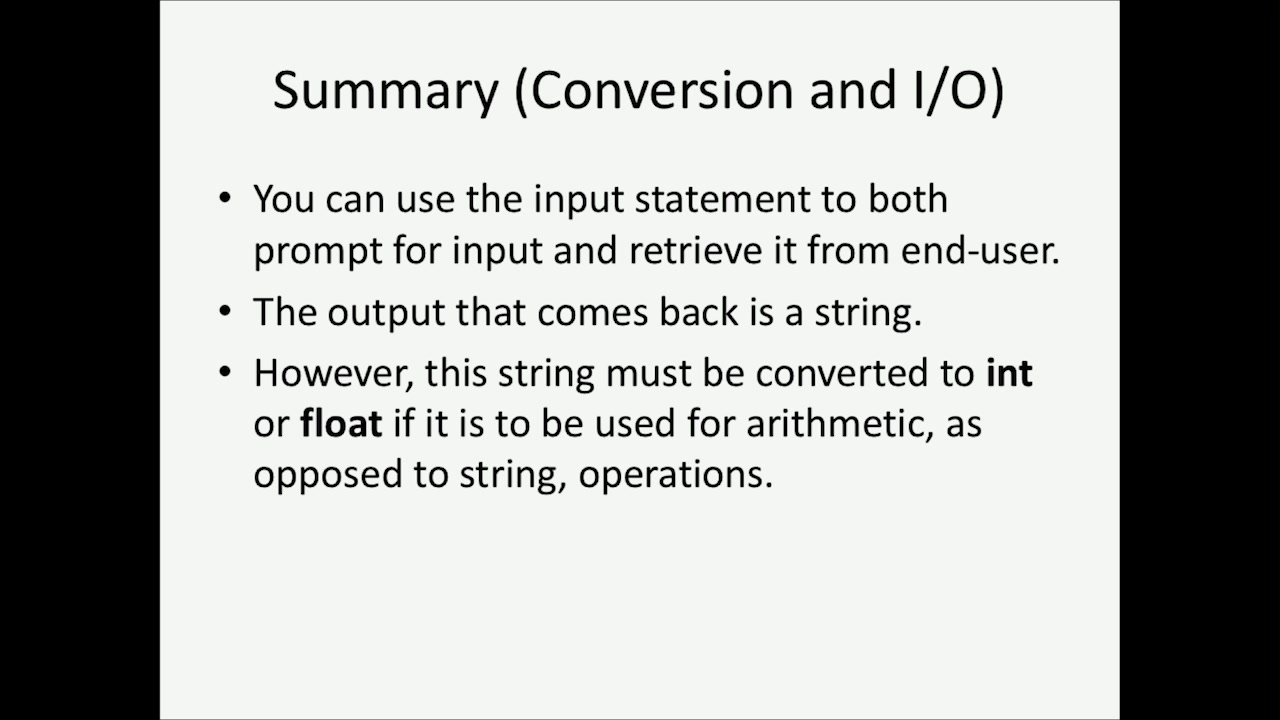 Summary (Conversion and I/O)
• You can use the input statement to both
prompt for input and retrieve it from end-user.
• The output that comes back is a string.
• However, this string must be converted to int
or float if it is to be used for arithmetic, as
opposed to string, operations.